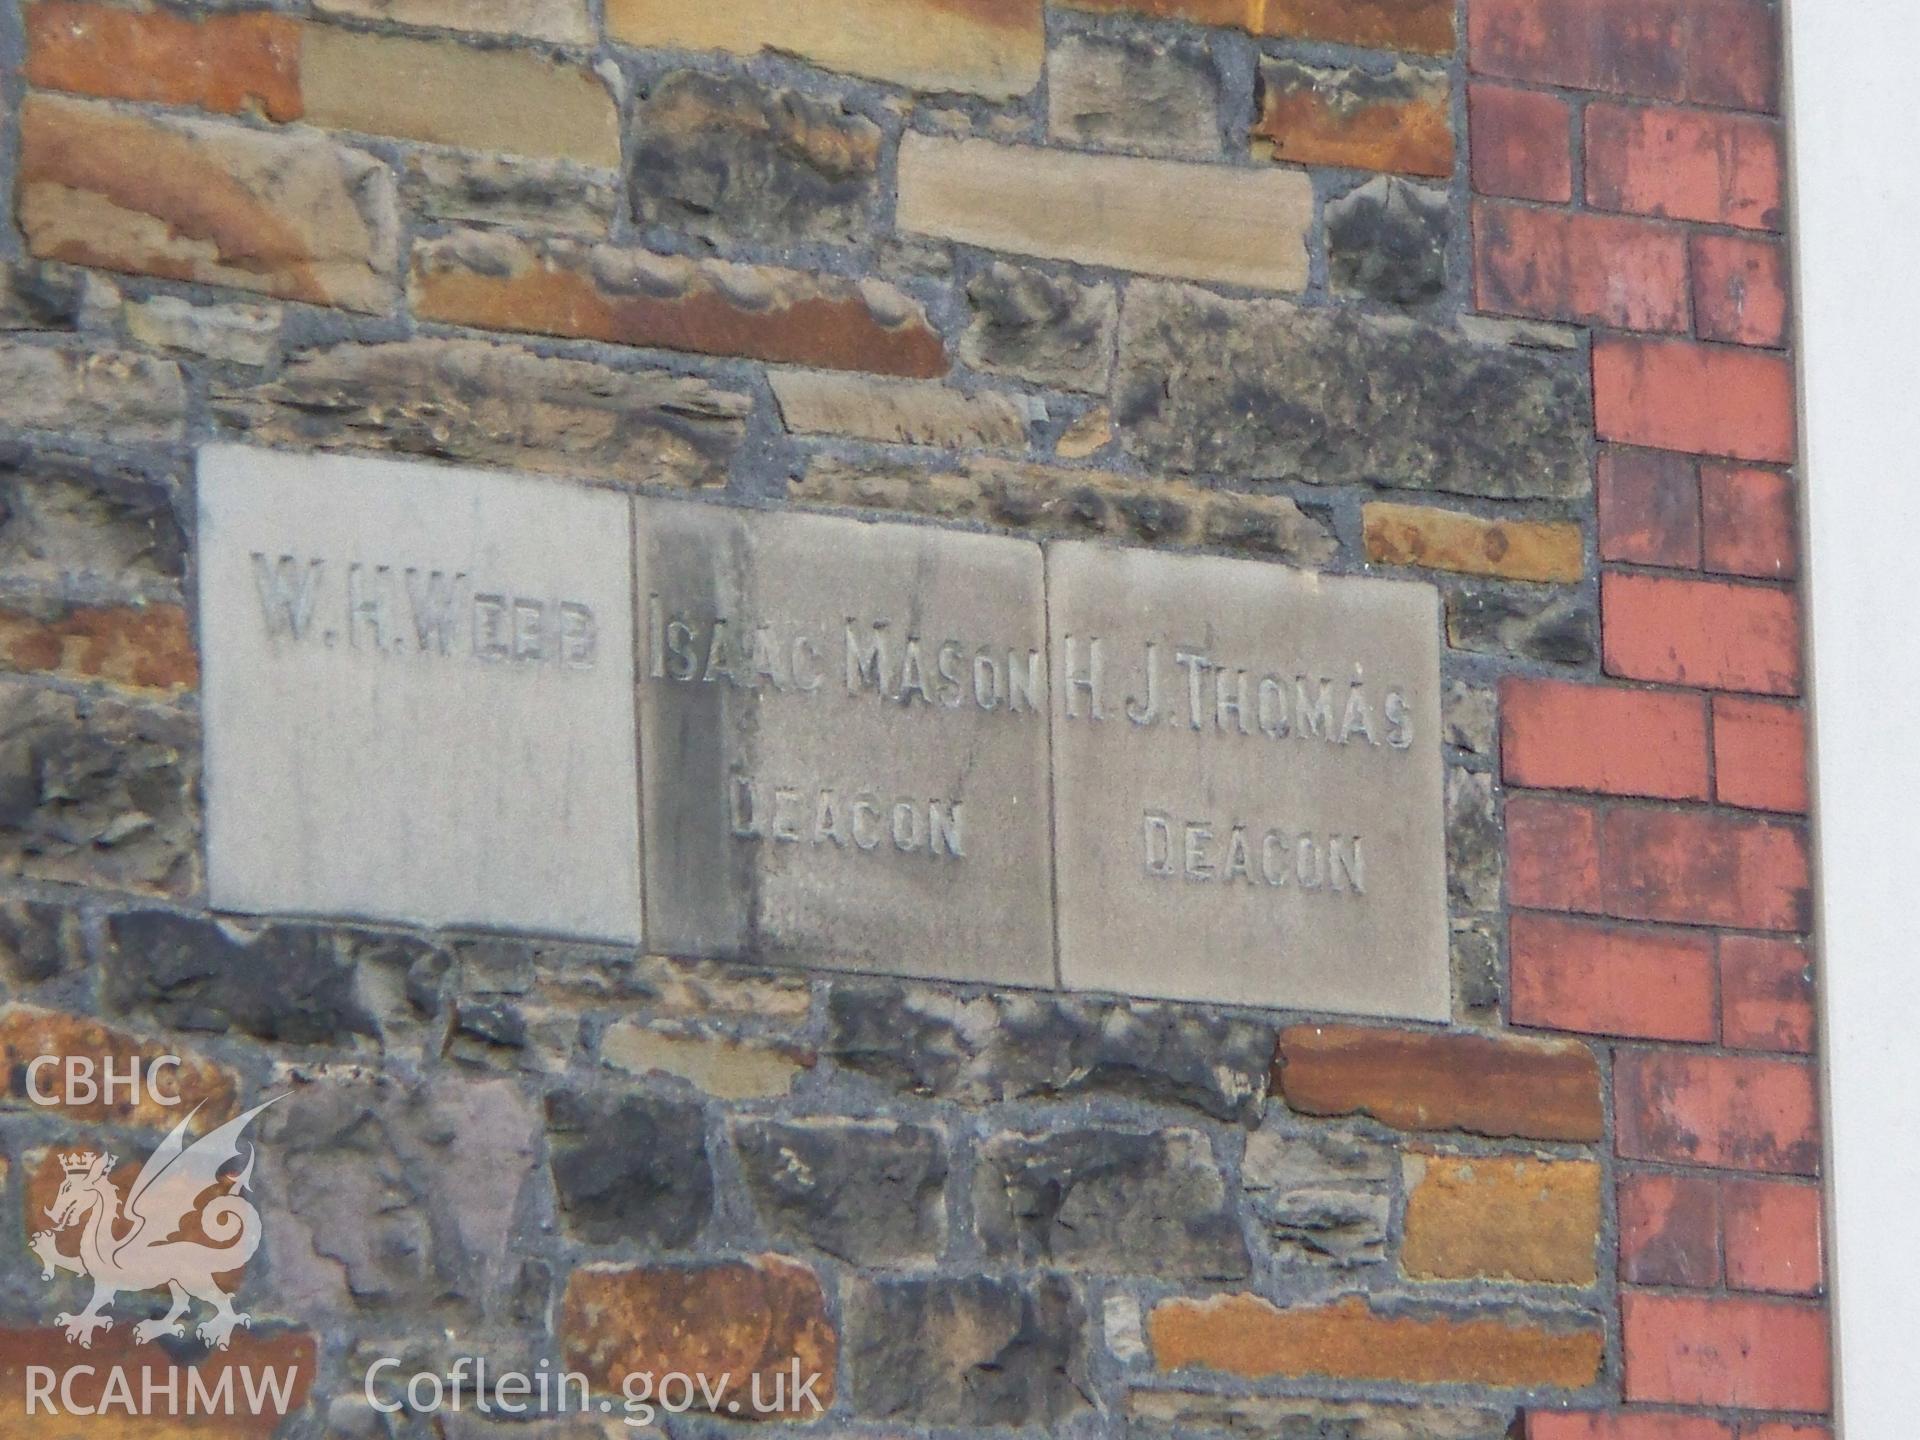 W.H.WEBB
ISAAC MASON
DEACON
H.J.THOMAS
DEACON
CBHC
RCAHMW
Coflein.gov.uk